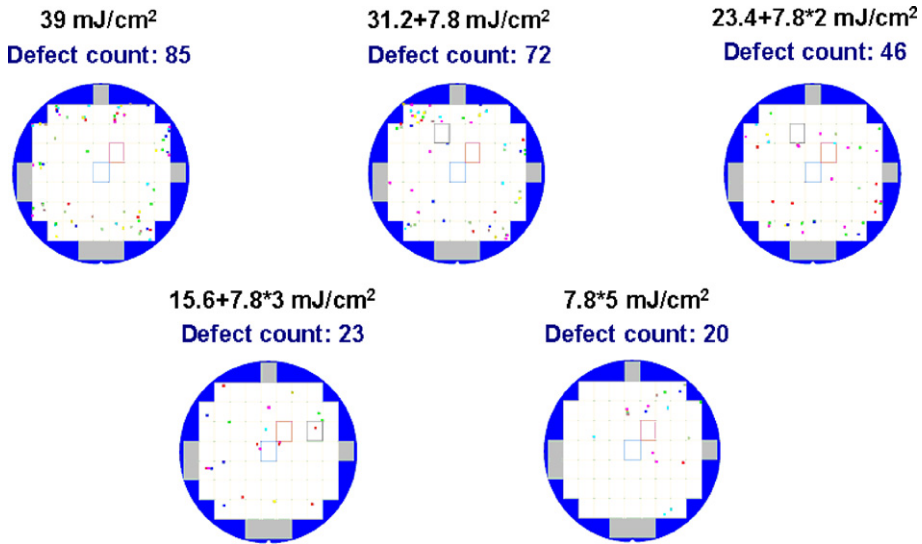 39 mJ/cm²
Defect count: 85
31.2+7.8 mJ/cm²
Defect count: 72
23.4+7.8*2 mJ/cm²
Defect count: 46
15.6+7.8*3 mJ/cm²
Defect count: 23
7.8*5 mJ/cm²
Defect count: 20